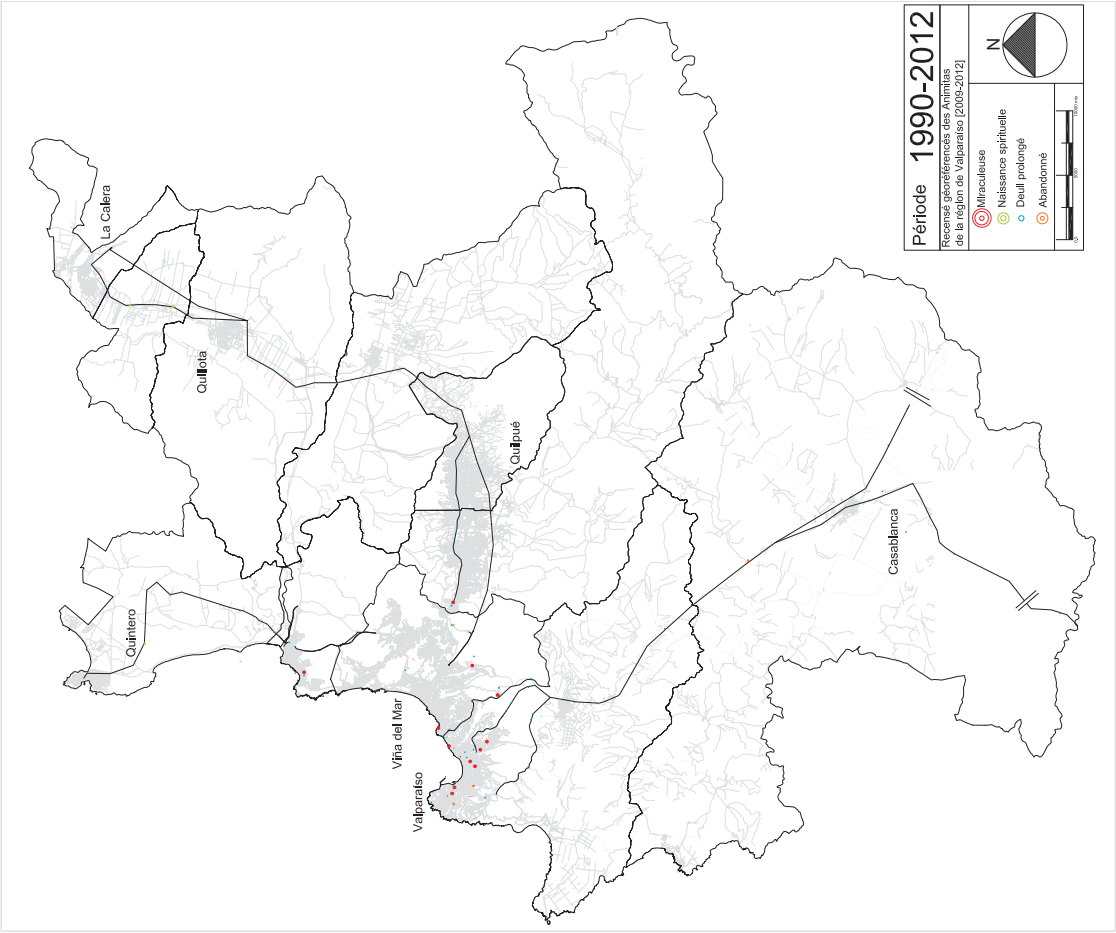 Période 1990-2012
Recensé géoréférencés des Animitas
de la région de Valparaíso [2009-2012]
Miraculeuse
Naissance spirituelle
Deuil prolongé
Abandonné
N
La Calera
Quillota
Quilpué
Quintero
Viña del Mar
Valparaíso
Casablanca